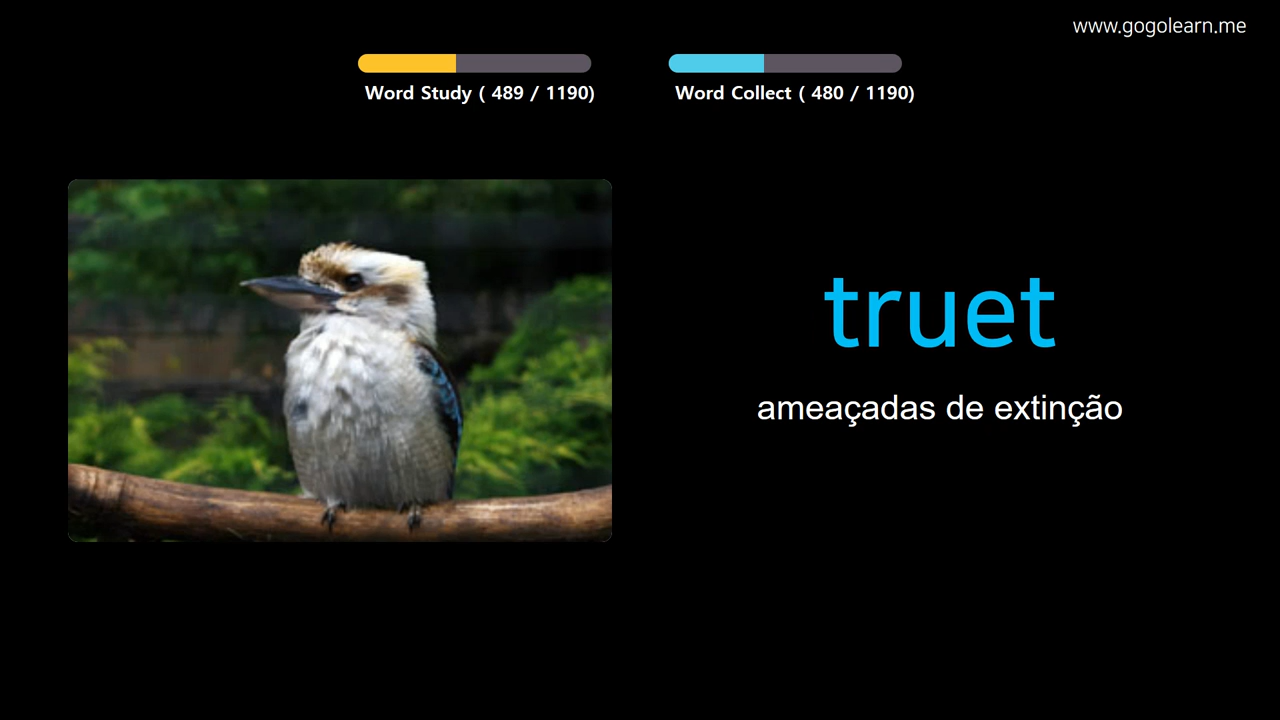 www.gogolearn.me
Word Study ( 489 / 1190)
Word Collect ( 480 / 1190)
truet
ameaçadas de extinção